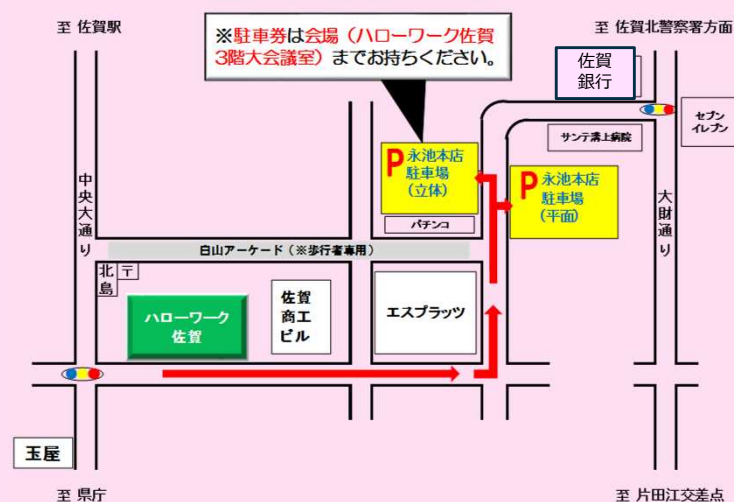 至 佐賀駅
至 佐賀北警察署方面
※駐車券は会場（ハローワーク佐賀
3階大会議室）までお持ちください。
佐賀
銀行
セブン
イレブン
サンテ溝上病院
P 永池本店
駐車場
（立体）
P 永池本店
駐車場
（平面）
パチンコ
中央大通り
大財通り
白山アーケード（※歩行者専用）
北島
〒
ハローワーク
佐賀
佐賀
商工
ビル
エスプラッツ
玉屋
至 県庁
至 片田江交差点